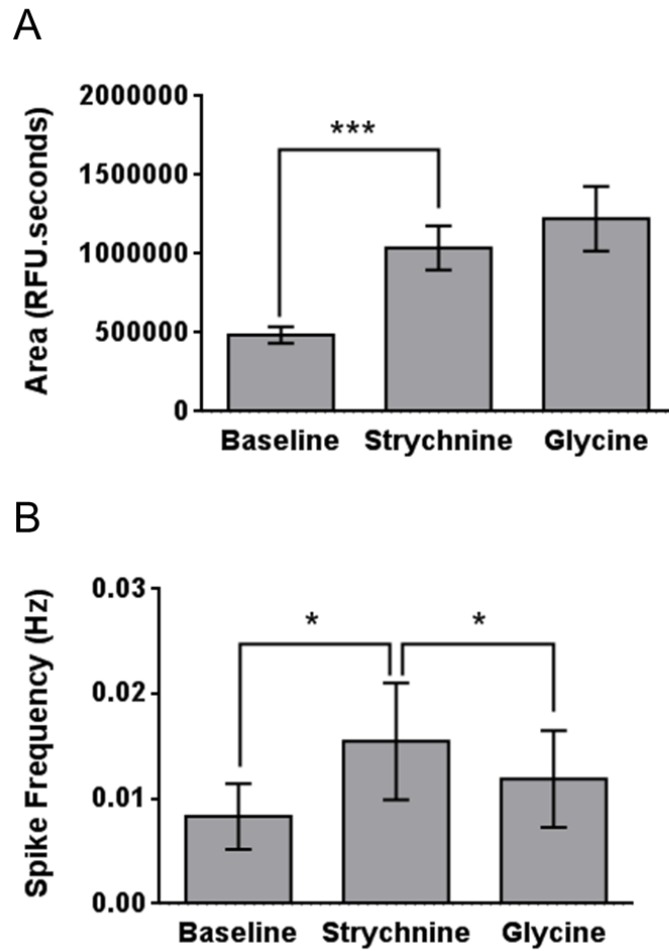 A
Area (RFU.seconds)
2000000
1500000
1000000
500000
0
***
Baseline Strychnine Glycine
B
Spike Frequency (Hz)
0.03
0.02
0.01
0.00
* *
Baseline Strychnine Glycine